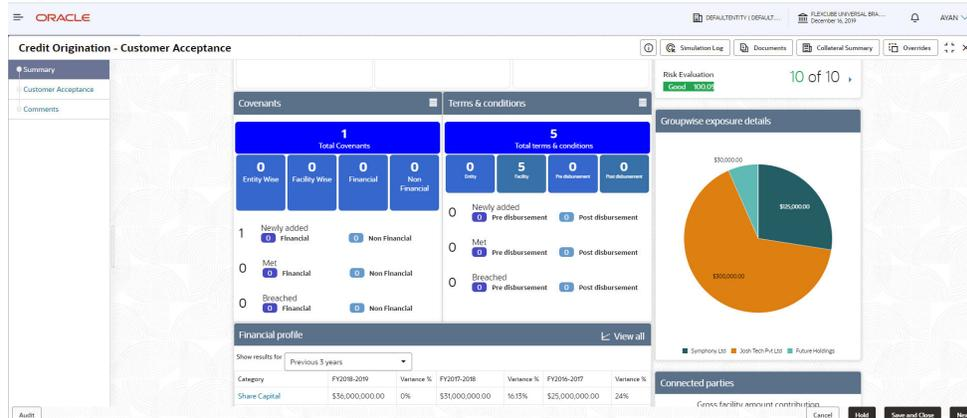 ORACLE
DEFAULTENTITY ( DEFAULT....
FLEXCUBE UNIVERSAL BRA....
December 16, 2019
AYAN
Credit Origination - Customer Acceptance
Simulation Log
Documents
Collateral Summary
Overrides
Summary
Customer Acceptance
Comments
Risk Evaluation
Good 100.0%
10 of 10
Covenants
1
Total Covenants
0 0 0 0
Entity Wise Facility Wise Financial Non Financial
1 Newly added
0 Financial 0 Non Financial
0 Met
0 Financial 0 Non Financial
0 Breached
0 Financial 0 Non Financial
Terms & conditions
5
Total terms & conditions
0 5 0 0
Entity Facility Pre disbursement Post disbursement
0 Newly added
0 Pre disbursement 0 Post disbursement
0 Met
0 Pre disbursement 0 Post disbursement
0 Breached
0 Pre disbursement 0 Post disbursement
Groupwise exposure details
$30,000.00
$125,000.00
$300,000.00
Symphony Ltd Josh Tech Pvt Ltd Future Holdings
Financial profile
View all
Show results for Previous 3 years
Category FY2018-2019 Variance % FY2017-2018 Variance % FY2016-2017 Variance %
Share Capital $36,000,000.00 0% $31,000,000.00 16.13% $25,000,000.00 24%
Connected parties
Gross facility amount contribution
Audit
Cancel
Hold
Save and Close